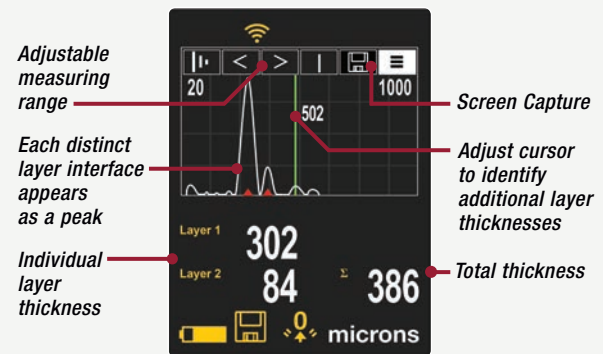 Adjustable
measuring
range
Each distinct
layer interface
appears
as a peak
Individual
layer
thickness
< >
20 1000
502
Layer 1
302
Layer 2
84
Σ 386
0
microns
Screen Capture
Adjust cursor
to identify
additional layer
thicknesses
Total thickness